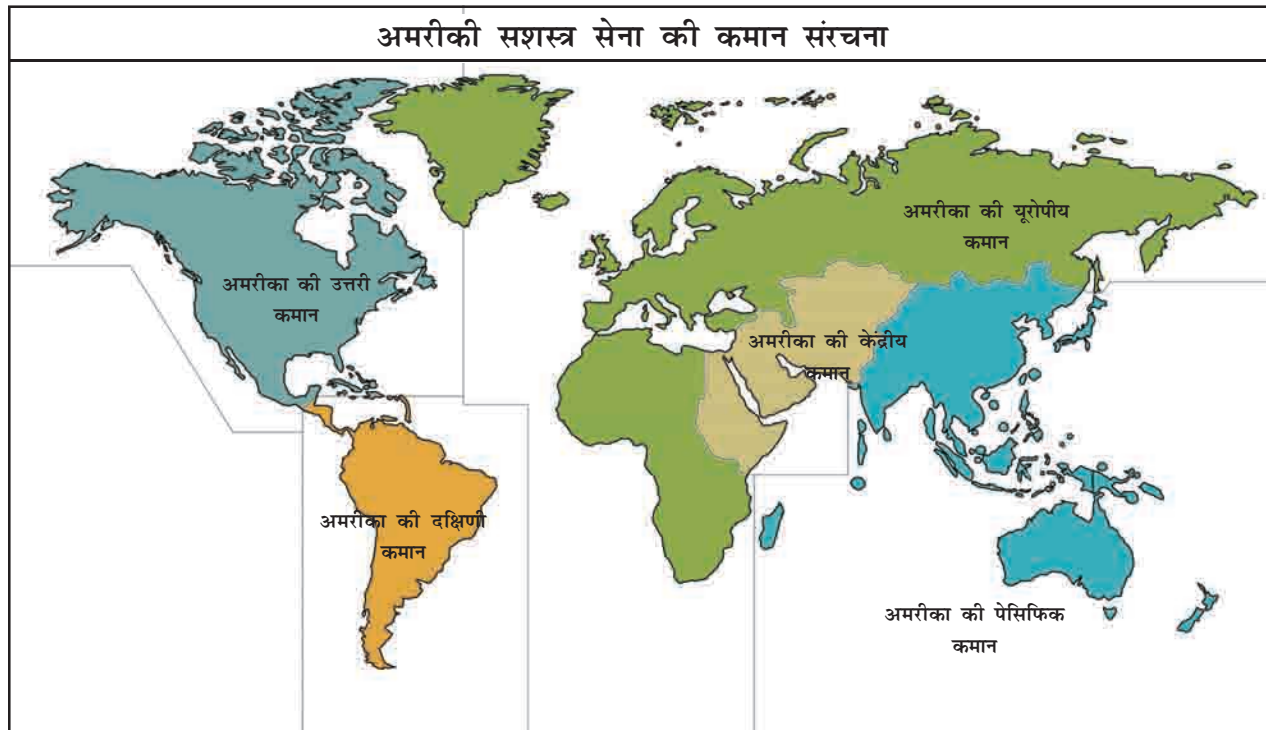 अमरीकी सशस्त्र सेना की कमान संरचना
अमरीका की यूरोपीय
कमान
अमरीका की उत्तरी
कमान
अमरीका की केंद्रीय
कमान
अमरीका की दक्षिणी
कमान
अमरीका की पेसिफिक
कमान